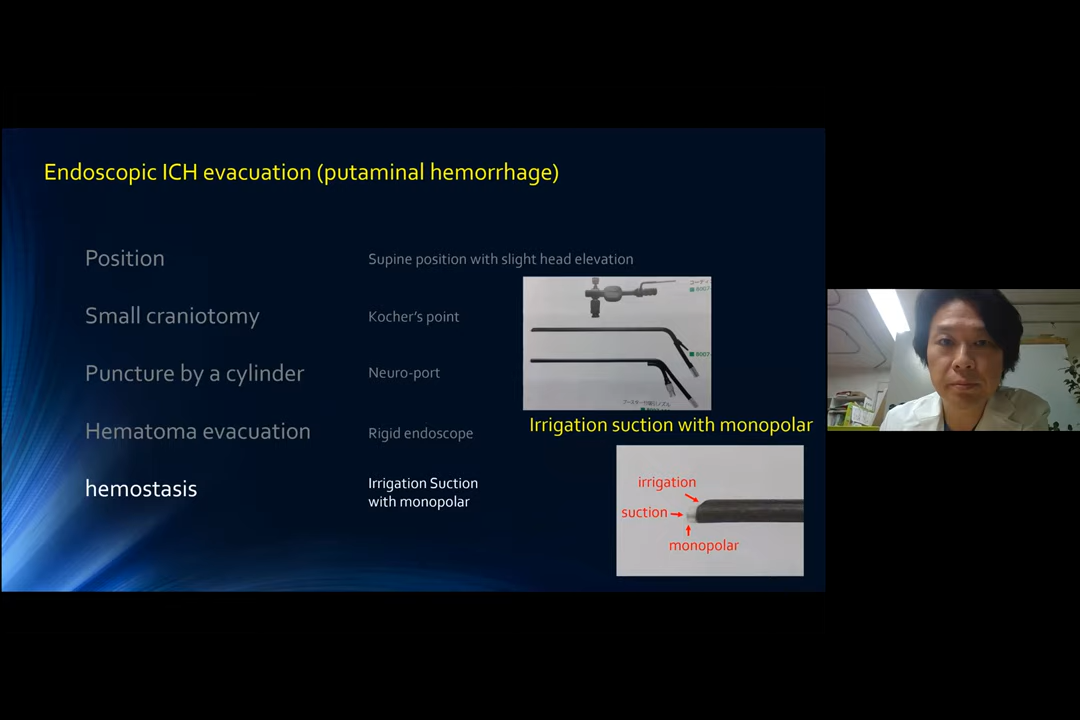 Endoscopic ICH evacuation (putaminal hemorrhage)
Position
Supine position with slight head elevation
Small craniotomy
Kocher's point
Puncture by a cylinder
Neuro-port
Hematoma evacuation
Rigid endoscope
hemostasis
Irrigation Suction
with monopolar
Irrigation suction with monopolar
irrigation
suction
monopolar